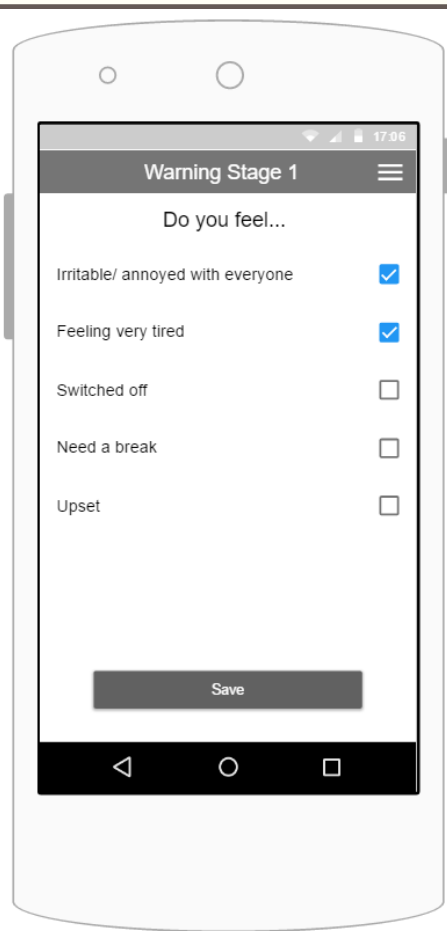 17:06
Warning Stage 1
Do you feel...
Irritable/ annoyed with everyone
Feeling very tired
Switched off
Need a break
Upset
Save